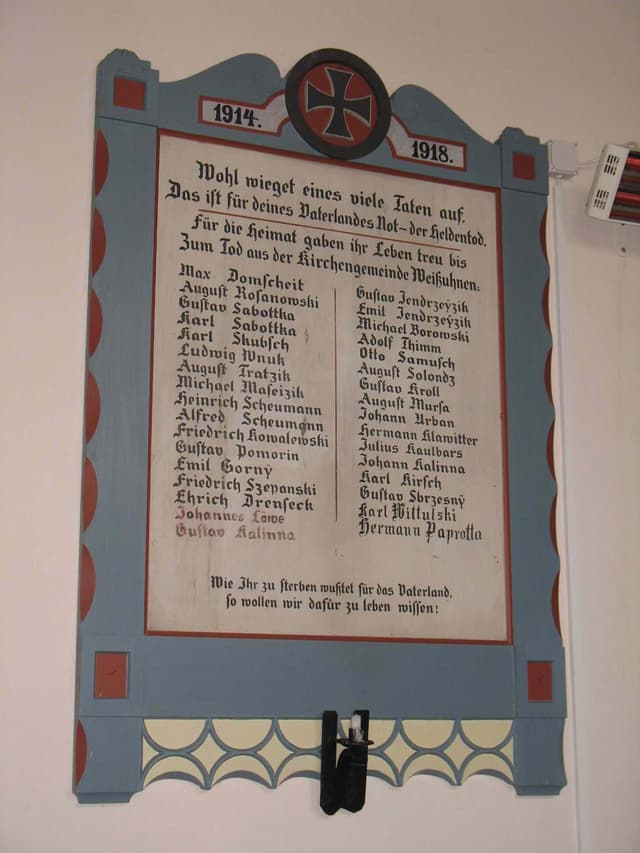 1914. 1918.
Wohl wieget eines viele Taten auf,
Das ist für deines Vaterlandes Not-der Heldentod.
Für die Heimat gaben ihr Leben treu bis
Zum Tod aus der Kirchengemeinde Weißuhnen:
Max Domscheit
August Rosanowski
Gustav Sabottka
Karl Sabottka
Karl Skubsch
Ludwig Wnuk
August Tratzik
Michael Maseizik
Heinrich Scheumann
Alfred Scheumann
Friedrich Kowalewski
Gustav Pomorin
Emil Gorny
Friedrich Szepanski
Ehrich Drenseck
Johannes Löwe
Gustav Kalinna
Gustav Jendrzeÿzik
Emil Jendrzeÿzik
Michael Borowski
Adolf Thimm
Otto Samusch
August Solondz
Gustav Kroll
August Mursa
Johann Urban
Hermann Klawitter
Julius Kaulbars
Johann Kalinna
Karl Kirsch
Gustav Sbrzesny
Karl Wittulski
Hermann Paprotta
Wie Ihr zu sterben wußtet für das Vaterland,
so wollen wir dafür zu leben wissen!